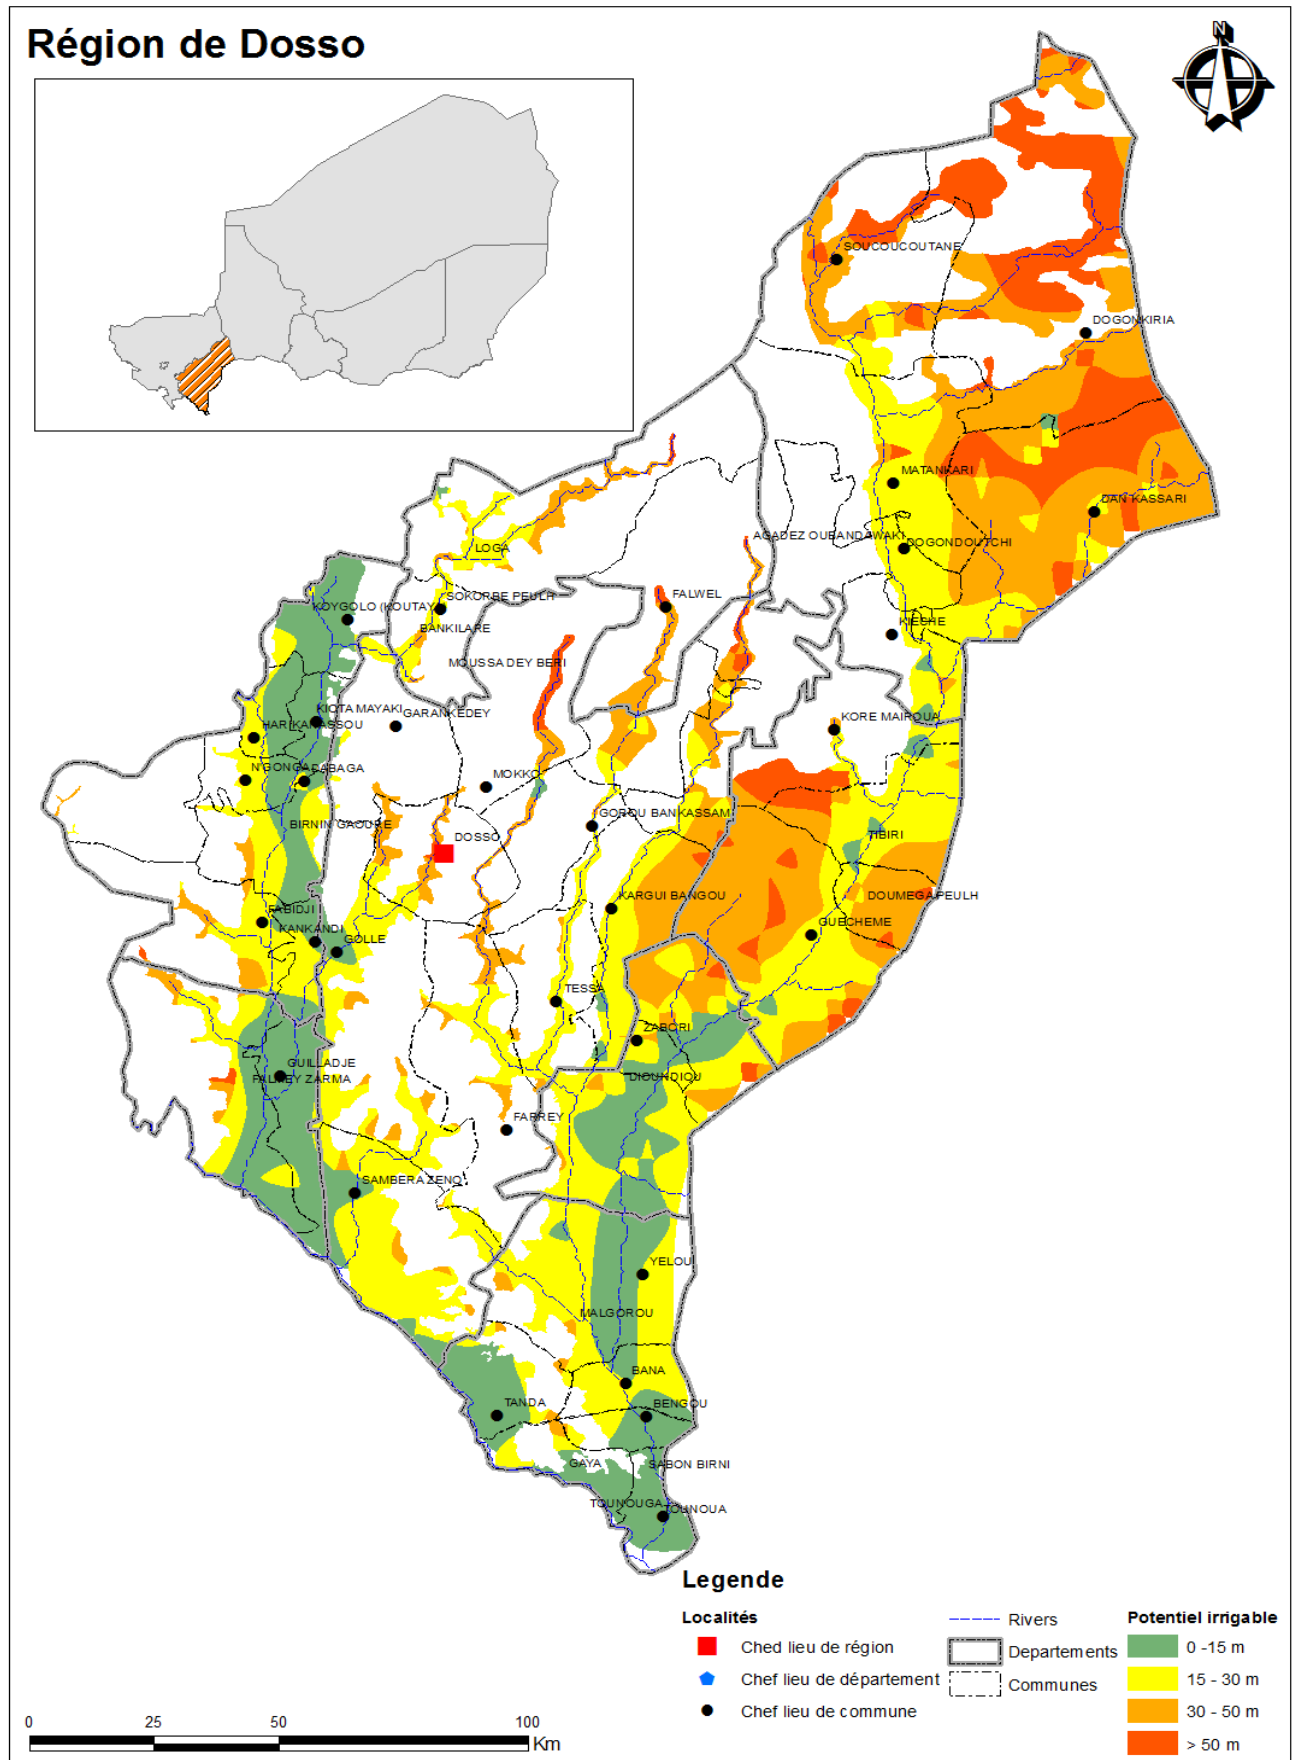 Région de Dosso
N
SOUCOUCOUTANE
DOGONKIRIA
MATANKARI
DAN KASSARI
AGADEZ OUBANDAWAKI
DOGONDOUTCHI
LOGA
KOYGOLO (KOUTAY)
SOKORBE PEULH
FALWEL
BANKILARE
KIECHE
MOUSSA DEY BERI
KIOTA MAYAKI
GARANKEDEY
HARIKANASSOU
KORE MAIROUA
N'GONGA
DABAGA
MOKKO
BIRNIN GAOURE
DOSSO
GOROU BANKASSAM
TIBIRI
KARGUI BANGOU
DOUMEGA PEULH
FABIDJI
KANKANDI
GOLLE
GUECHEME
TESSA
ZABORI
GUILLADJE
FALMEY ZARMA
DIOUNDIOU
FARREY
SAMBERA ZENO
YELOU
MALGOROU
BANA
TANDA
BENGOU
GAYA
SABON BIRNI
TOUNOUGA
TOUNOUA
Legende
Localités
Ched lieu de région
Chef lieu de département
Chef lieu de commune
Rivers
Departements
Communes
Potentiel irrigable
0 -15 m
15 - 30 m
30 - 50 m
> 50 m
0 25 50 100
Km